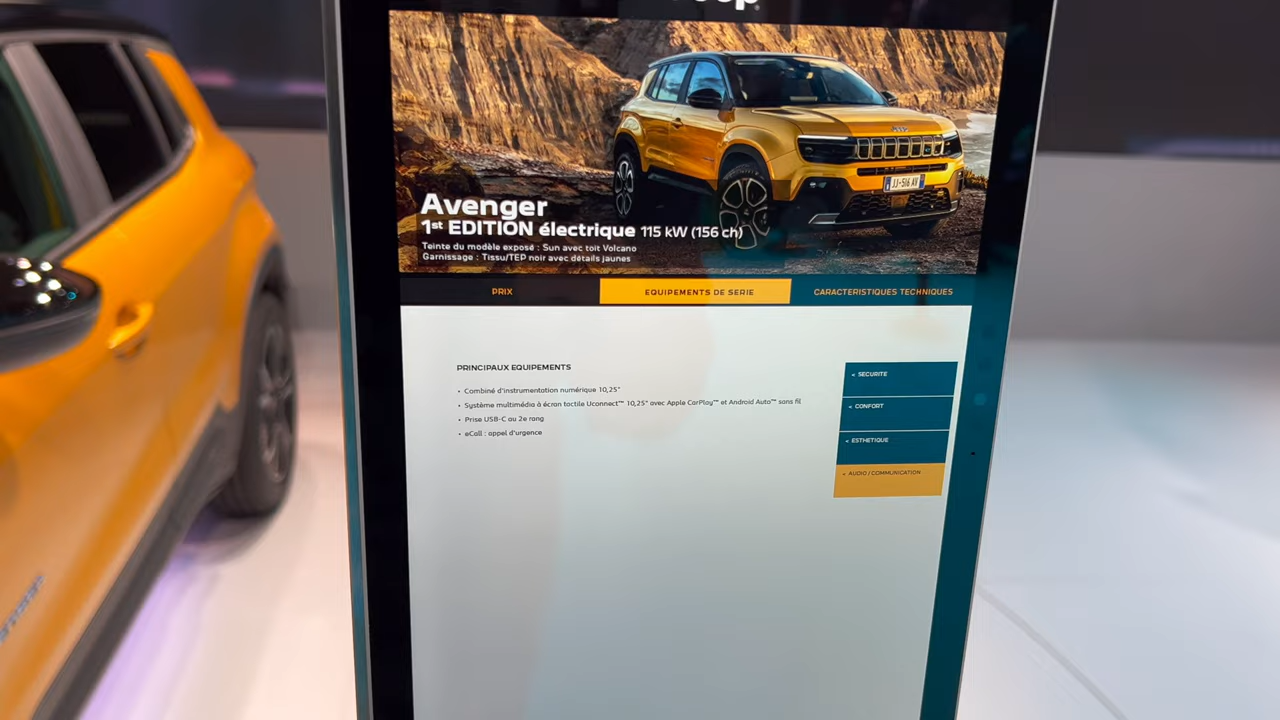 Avenger
1st EDITION électrique 115 kW (156 ch)
Teinte du modèle exposé : Sun avec toit Volcano
Garnissage : Tissu/TEP noir avec détails jaunes
PRIX
EQUIPEMENTS DE SERIE
CARACTERISTIQUES TECHNIQUES
PRINCIPAUX EQUIPEMENTS
• Combiné d'instrumentation numérique 10,25"
• Système multimédia à écran tactile Uconnect™ 10,25" avec Apple CarPlay™ et Android Auto™ sans fil
• Prise USB-C au 2e rang
• eCall : appel d'urgence
< SECURITE
< CONFORT
< ESTHETIQUE
< AUDIO / COMMUNICATION